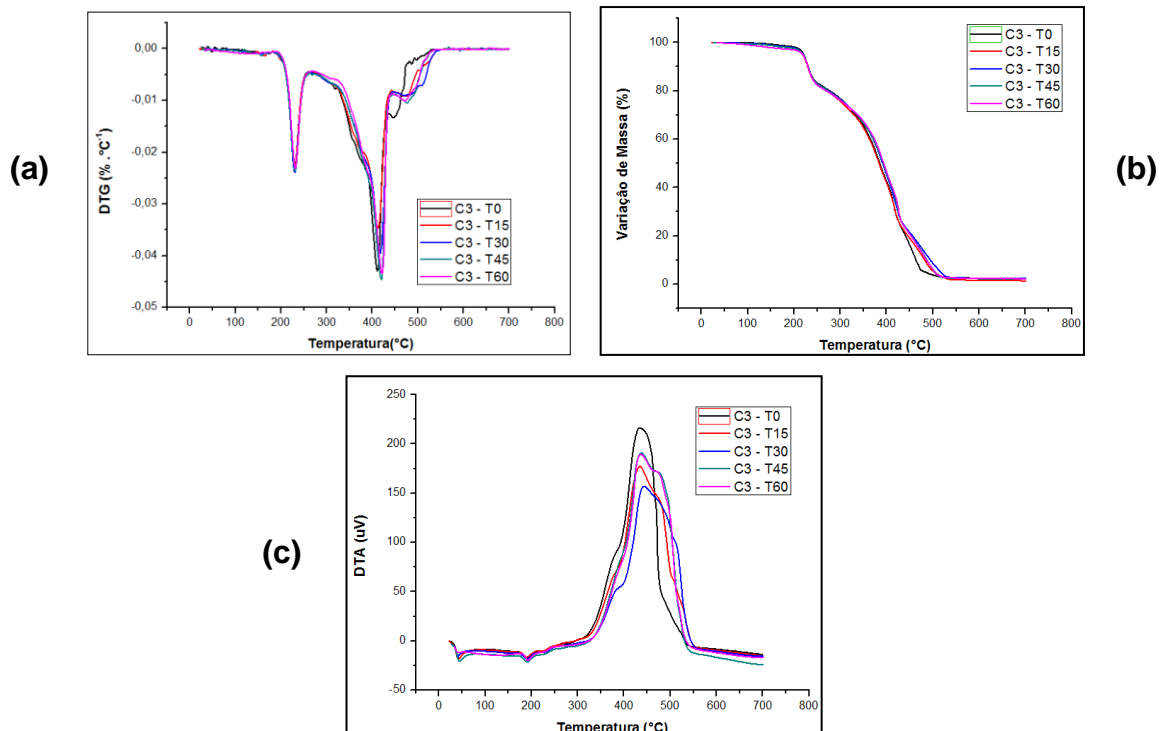 (a)
DTG (% . ºC⁻¹)
0,00
-0,01
-0,02
-0,03
-0,04
-0,05
0 100 200 300 400 500 600 700 800
Temperatura(°C)
C3 - T0
C3 - T15
C3 - T30
C3 - T45
C3 - T60
(b)
Variação de Massa (%)
100
80
60
40
20
0
0 100 200 300 400 500 600 700 800
Temperatura (°C)
C3 - T0
C3 - T15
C3 - T30
C3 - T45
C3 - T60
(c)
DTA (uV)
250
200
150
100
50
0
-50
0 100 200 300 400 500 600 700 800
Temperatura (°C)
C3 - T0
C3 - T15
C3 - T30
C3 - T45
C3 - T60